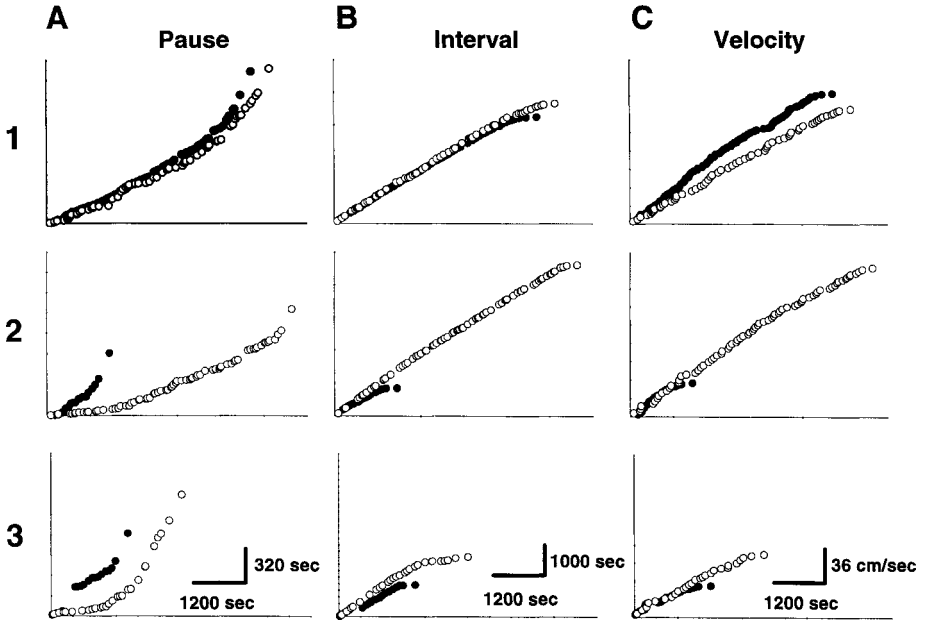 A B C
Pause Interval Velocity
1
2
3
320 sec
1200 sec
1000 sec
1200 sec
36 cm/sec
1200 sec